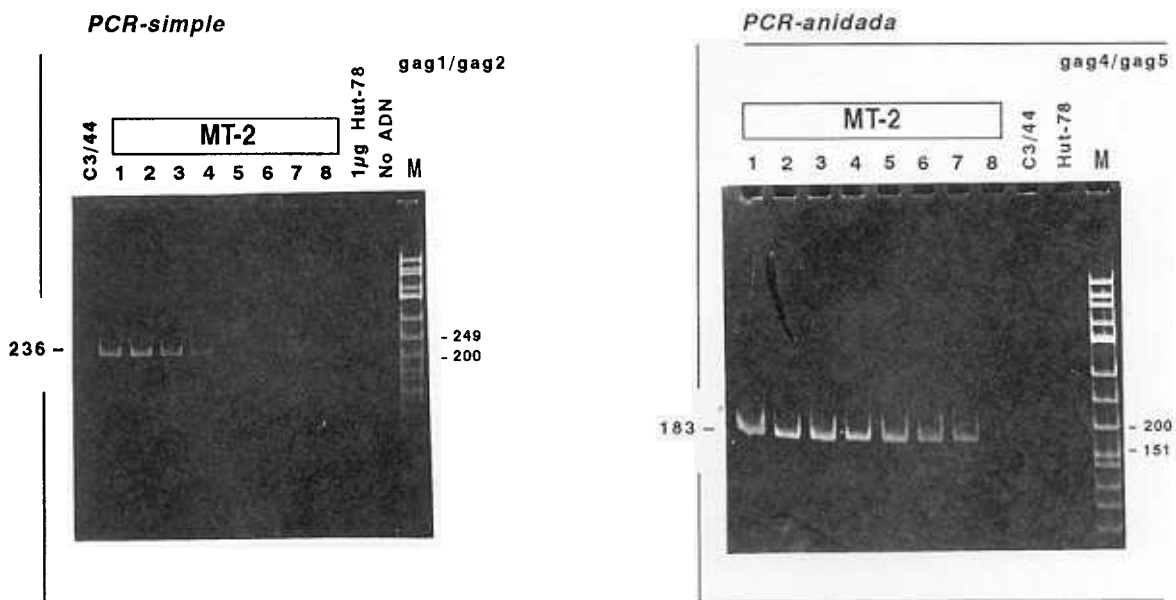 PCR-simple
gag1/gag2
C3/44
MT-2
1µg Hut-78
No ADN
1 2 3 4 5 6 7 8 M
236 –
- 249
- 200
PCR-anidada
gag4/gag5
MT-2
C3/44
Hut-78
1 2 3 4 5 6 7 8 M
183 –
- 200
- 151